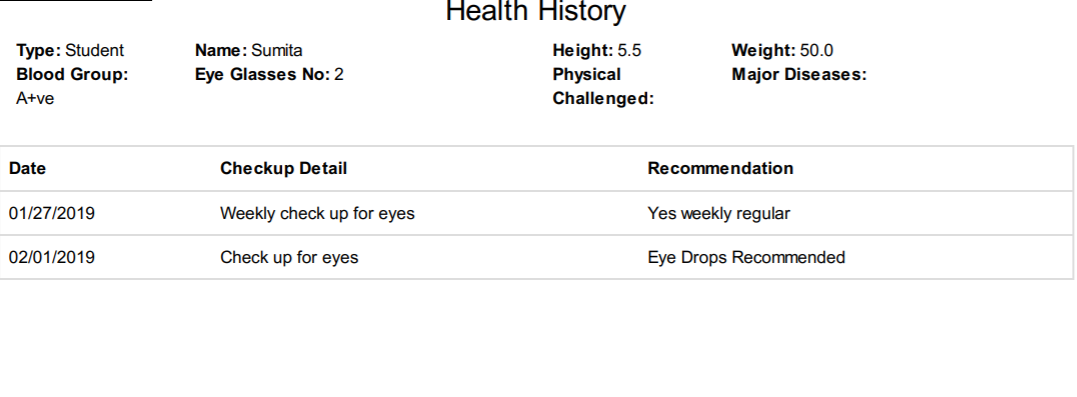 Health History
Type: Student Name: Sumita Height: 5.5 Weight: 50.0
Blood Group: Eye Glasses No: 2 Physical Major Diseases:
A+ve Challenged:
Date Checkup Detail Recommendation
01/27/2019 Weekly check up for eyes Yes weekly regular
02/01/2019 Check up for eyes Eye Drops Recommended